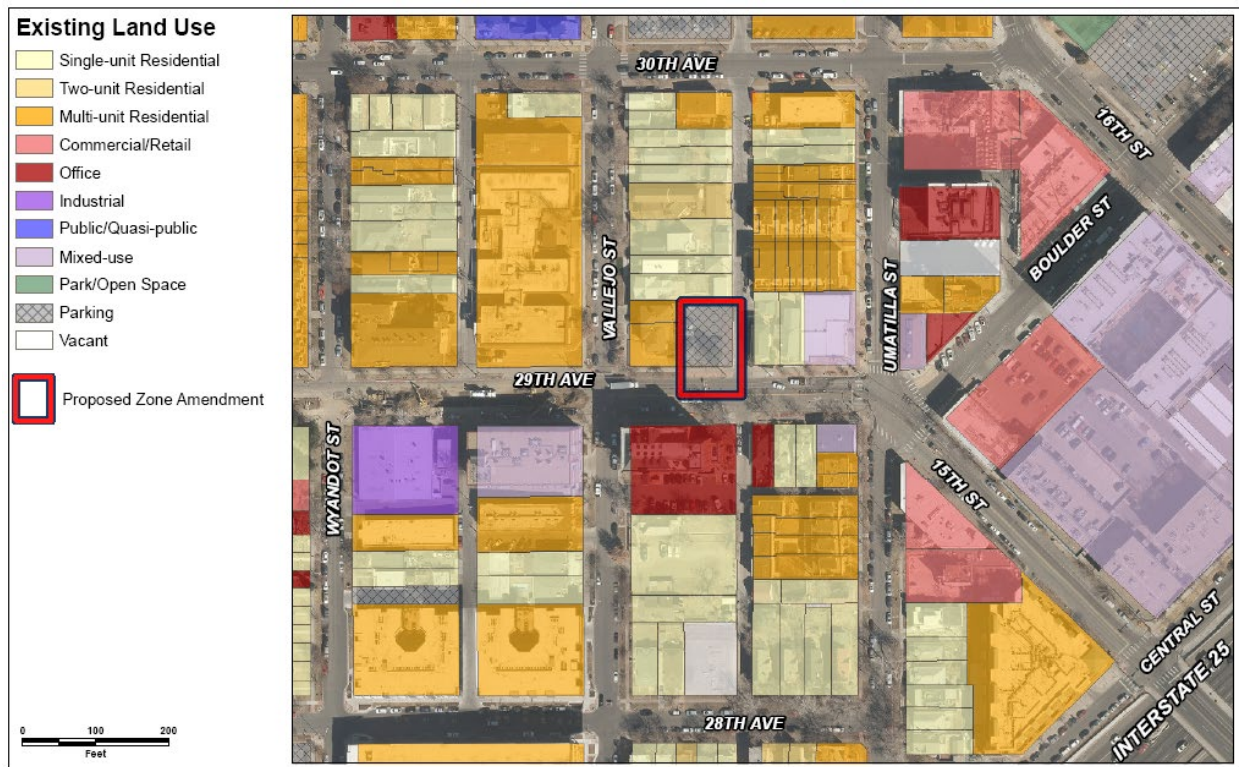 Existing Land Use
Single-unit Residential
Two-unit Residential
Multi-unit Residential
Commercial/Retail
Office
Industrial
Public/Quasi-public
Mixed-use
Park/Open Space
Parking
Vacant
Proposed Zone Amendment
0 100 200
Feet
30TH AVE
16TH ST
BOULDER ST
VALLEJO ST
UMATILLA ST
29TH AVE
WYANDOT ST
15TH ST
CENTRAL ST
INTERSTATE 25
28TH AVE